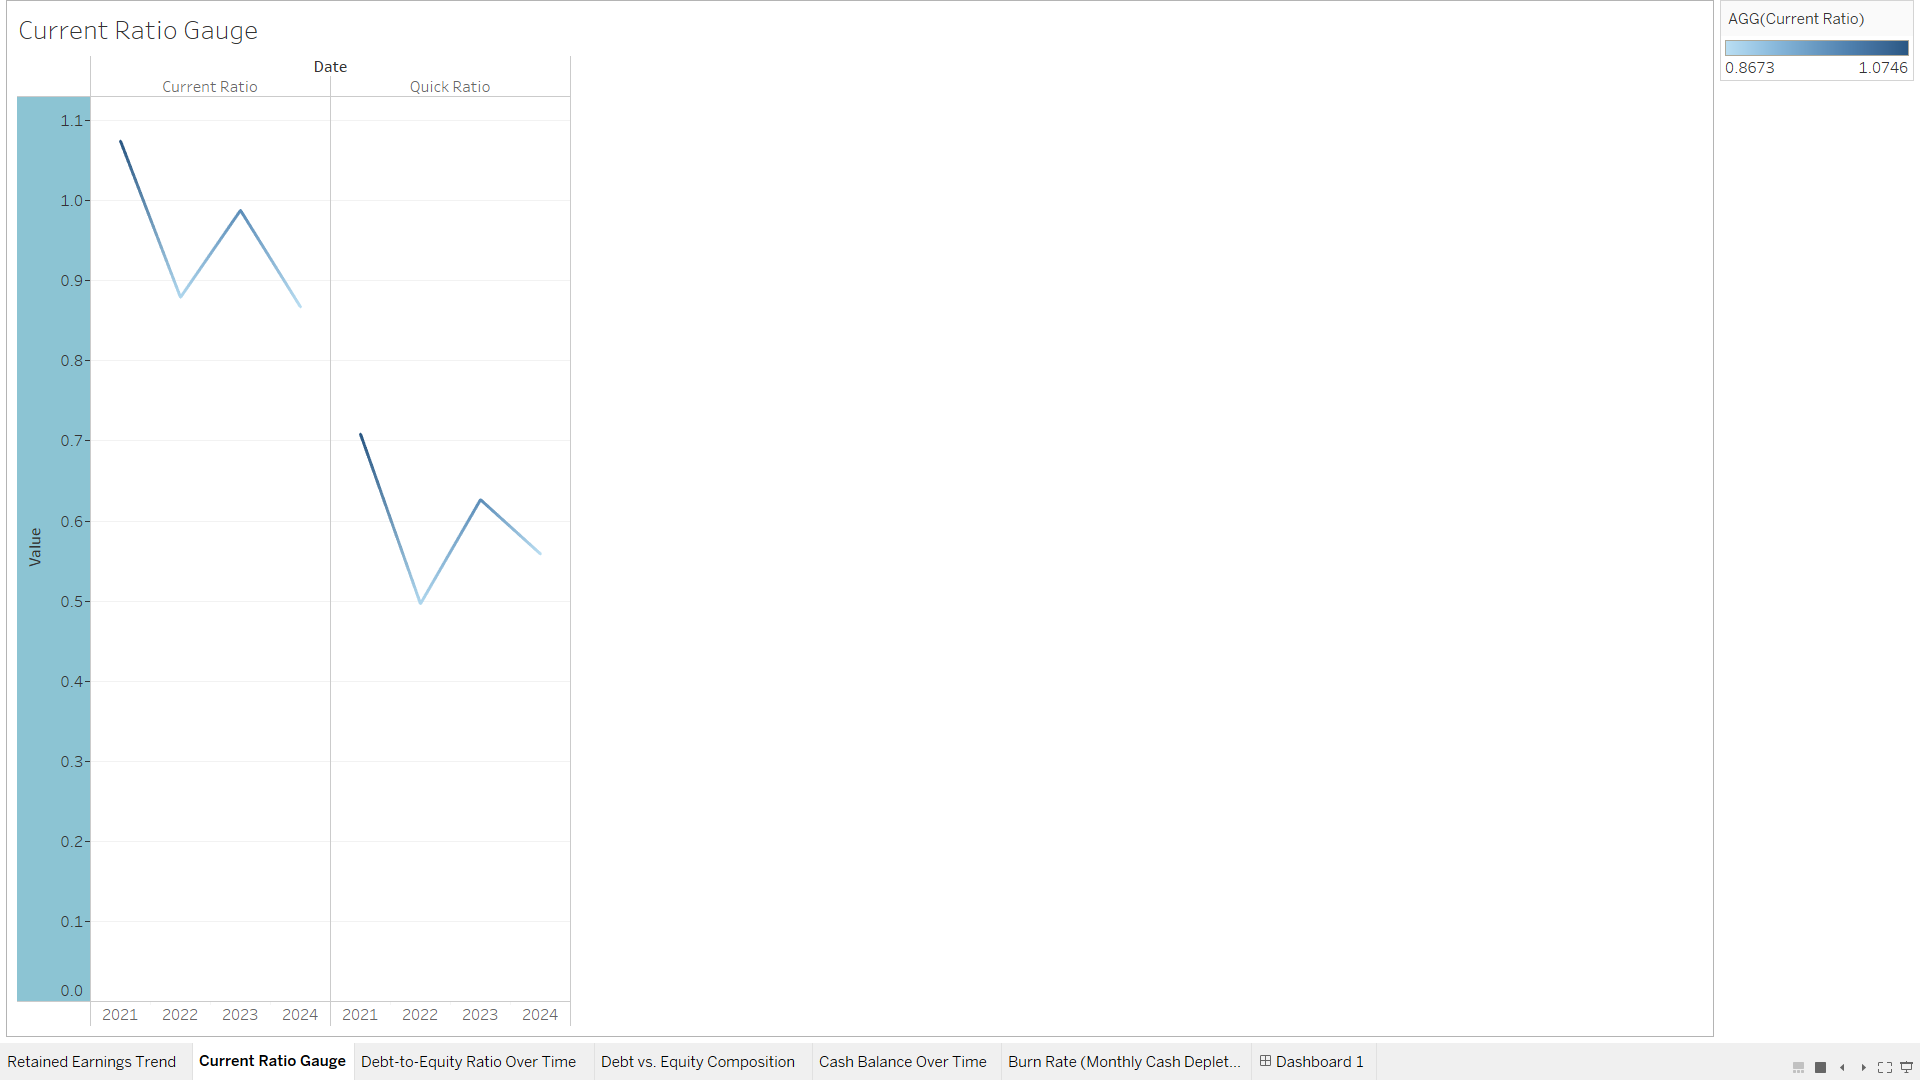 Current Ratio Gauge
AGG(Current Ratio)
0.8673 1.0746
Date
Current Ratio Quick Ratio
Value
1.1
1.0
0.9
0.8
0.7
0.6
0.5
0.4
0.3
0.2
0.1
0.0
2021 2022 2023 2024 2021 2022 2023 2024
Retained Earnings Trend Current Ratio Gauge Debt-to-Equity Ratio Over Time Debt vs. Equity Composition Cash Balance Over Time Burn Rate (Monthly Cash Deplet... Dashboard 1